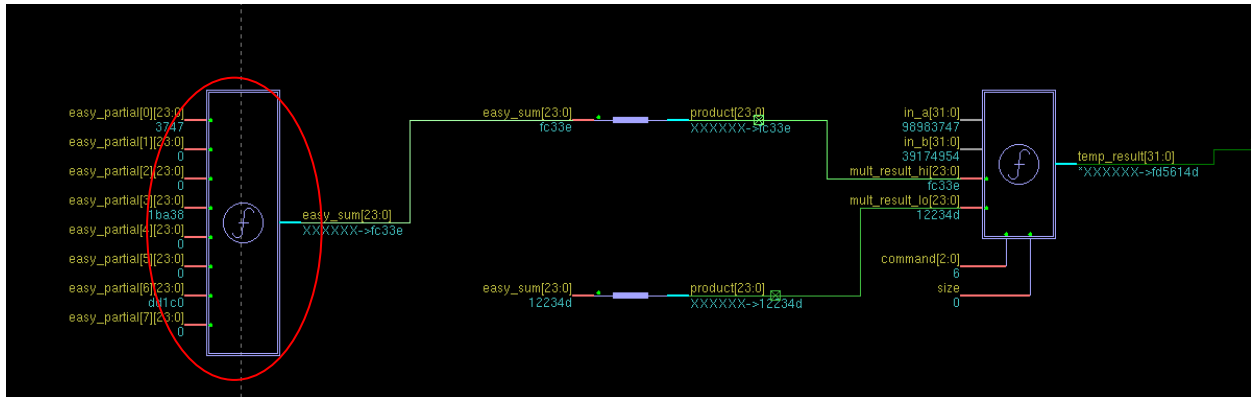 easy_partial[0][23:0]
3747
easy_partial[1][23:0]
0
easy_partial[2][23:0]
0
easy_partial[3][23:0]
1ba38
easy_partial[4][23:0]
0
easy_partial[5][23:0]
0
easy_partial[6][23:0]
dd1c0
easy_partial[7][23:0]
0
f
easy_sum[23:0]
XXXXXX->fc33e
easy_sum[23:0]
fc33e
product[23:0]
XXXXXX->fc33e
easy_sum[23:0]
12234d
product[23:0]
XXXXXX->12234d
in_a[31:0]
98983747
in_b[31:0]
39174954
mult_result_hi[23:0]
fc33e
mult_result_lo[23:0]
12234d
f
command[2:0]
6
size
0
temp_result[31:0]
*XXXXXX->fd5614d